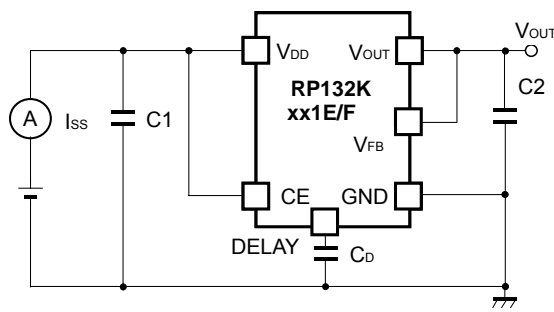 VOUT
VDD
VOUT
RP132K
xx1E/F
A
ISS
C1
C2
VFB
CE
GND
DELAY
CD